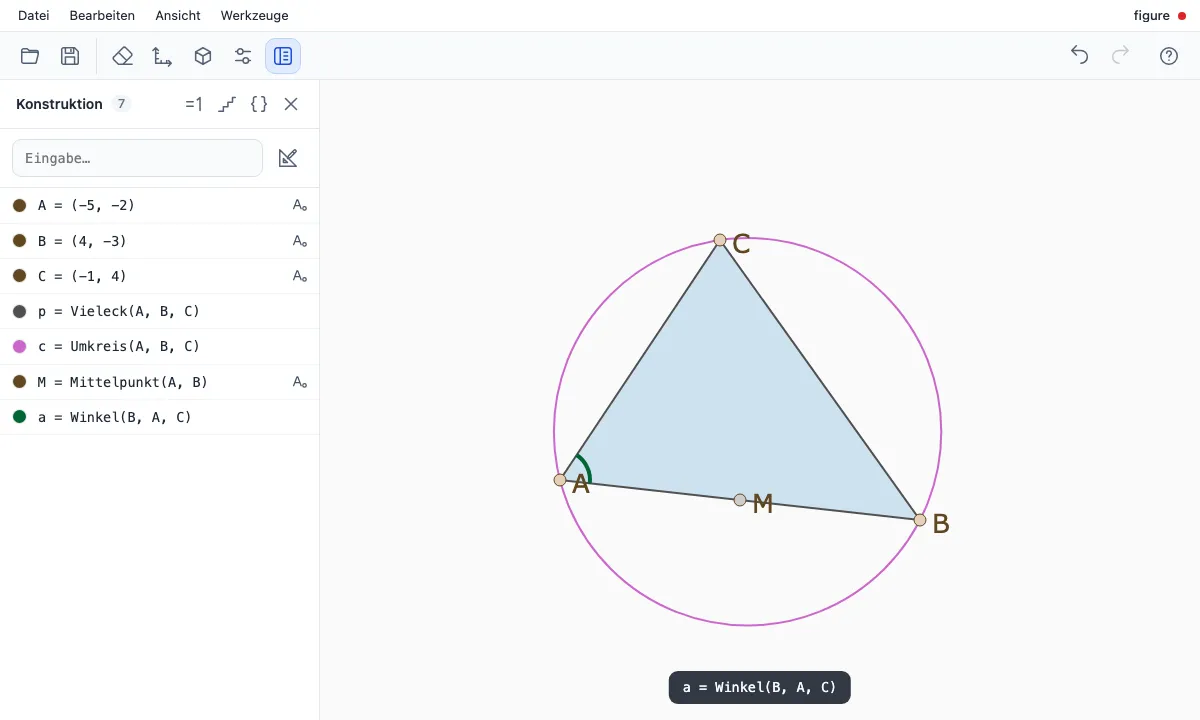 Datei Bearbeiten Ansicht Werkzeuge figure
Konstruktion 7 =1 {}
Eingabe…
A = (−5, −2) A
B = (4, −3) A
C = (−1, 4) A
p = Vieleck(A, B, C)
c = Umkreis(A, B, C)
M = Mittelpunkt(A, B) A
a = Winkel(B, A, C)
C
A
M
B
a = Winkel(B, A, C)